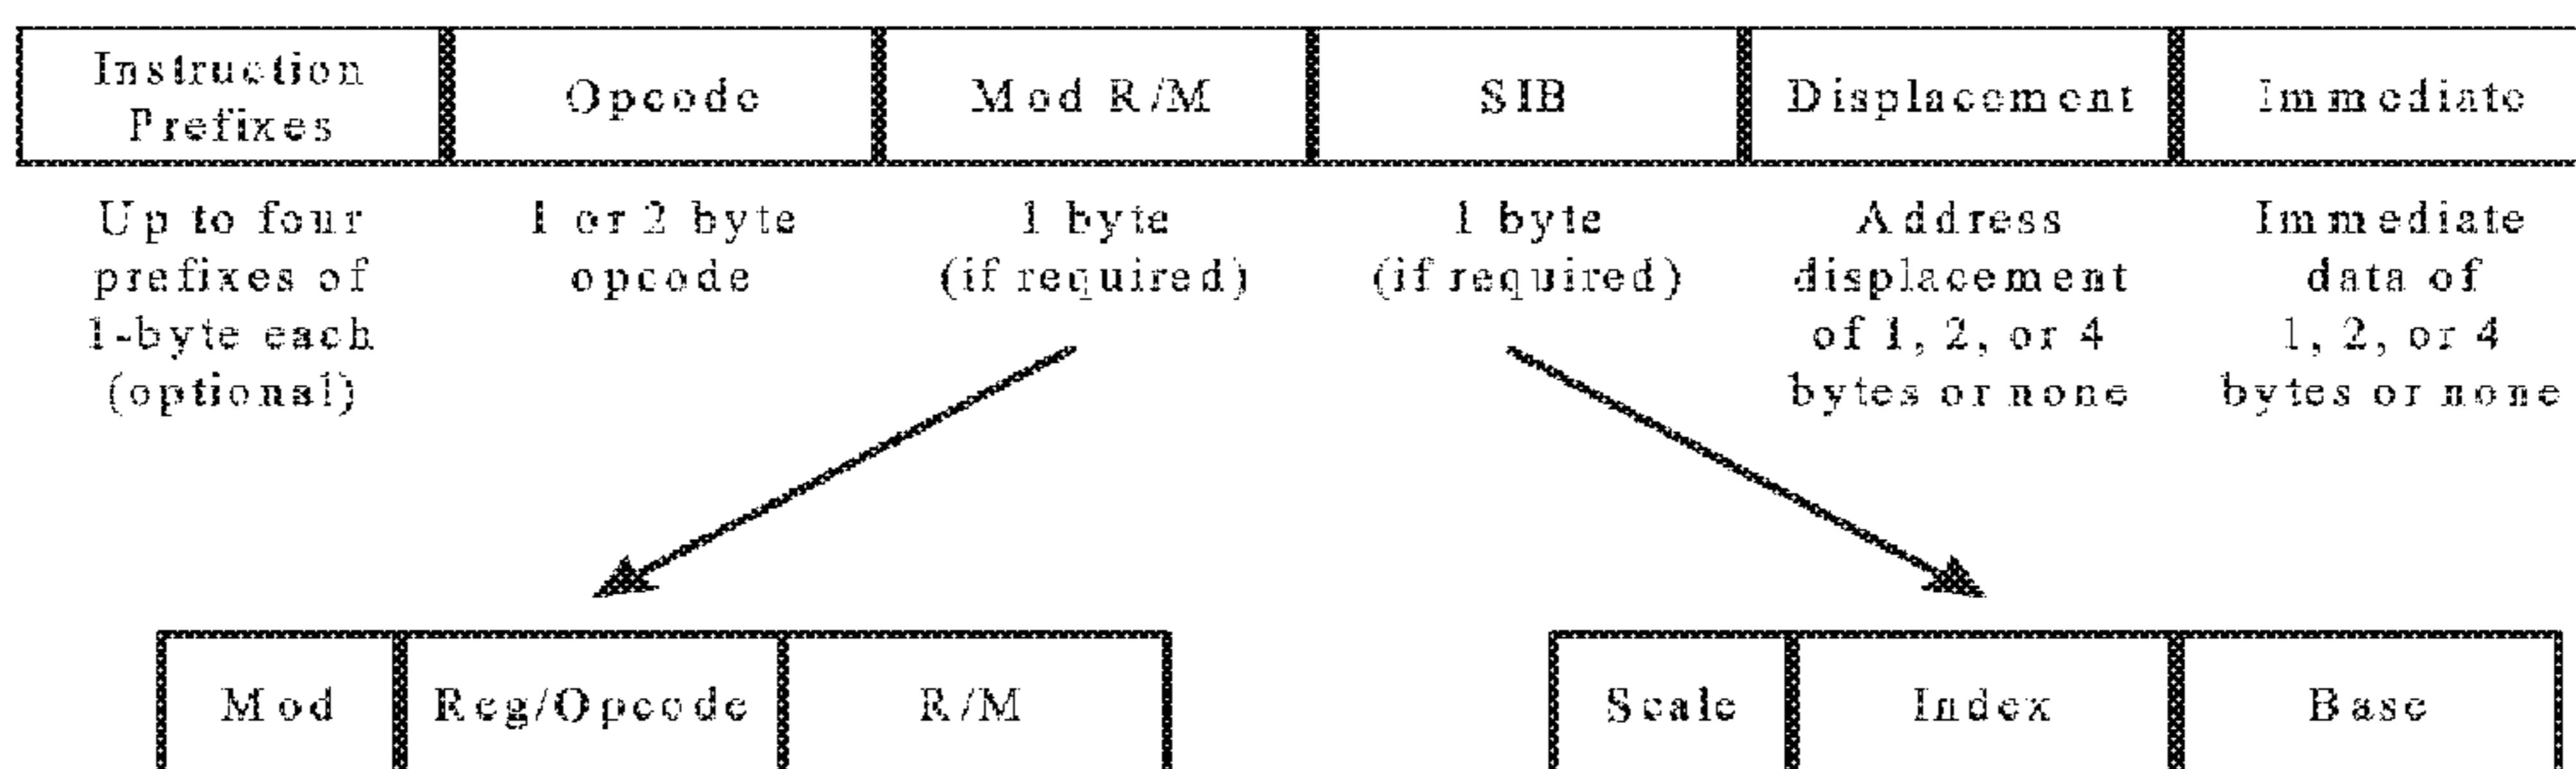 Instruction
Prefixes
Opcode
Mod R/M
SIB
Displacement
Immediate
Up to four
prefixes of
1-byte each
(optional)
1 or 2 byte
opcode
1 byte
(if required)
1 byte
(if required)
Address
displacement
of 1, 2, or 4
bytes or none
Immediate
data of
1, 2, or 4
bytes or none
Mod
Reg/Opcode
R/M
Scale
Index
Base